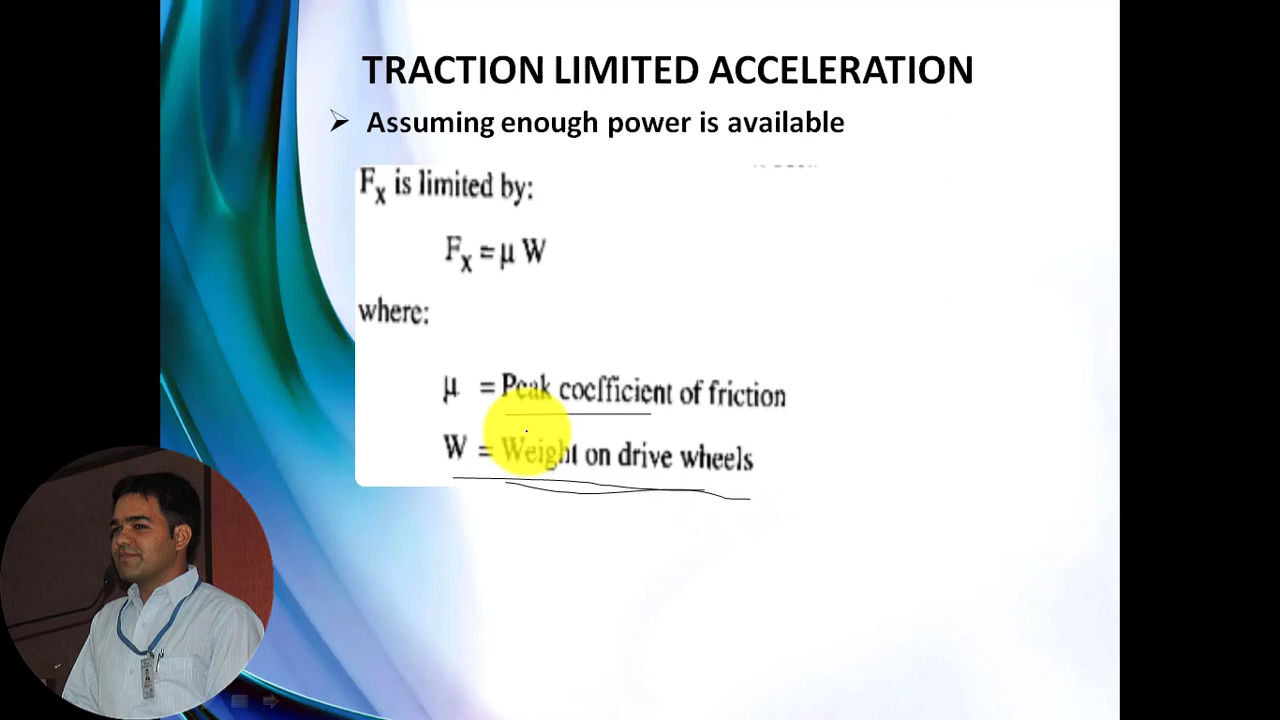 TRACTION LIMITED ACCELERATION
➢ Assuming enough power is available
Fx is limited by:
Fx = μ W
where:
μ = Peak coefficient of friction
W = Weight on drive wheels